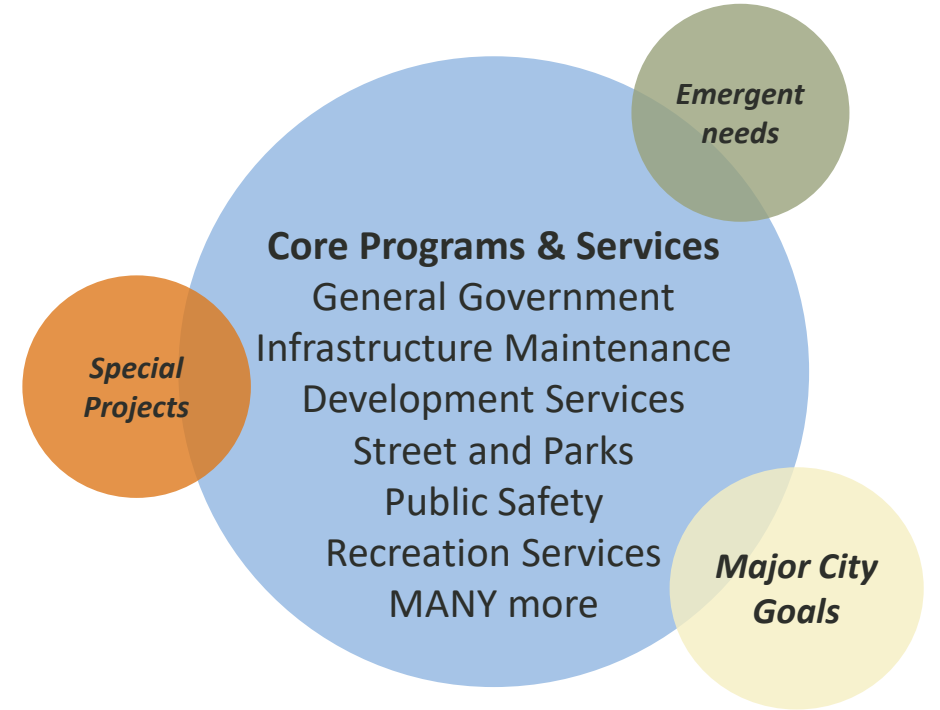 Emergent
needs
Core Programs & Services
General Government
Infrastructure Maintenance
Development Services
Street and Parks
Public Safety
Recreation Services
MANY more
Special
Projects
Major City
Goals